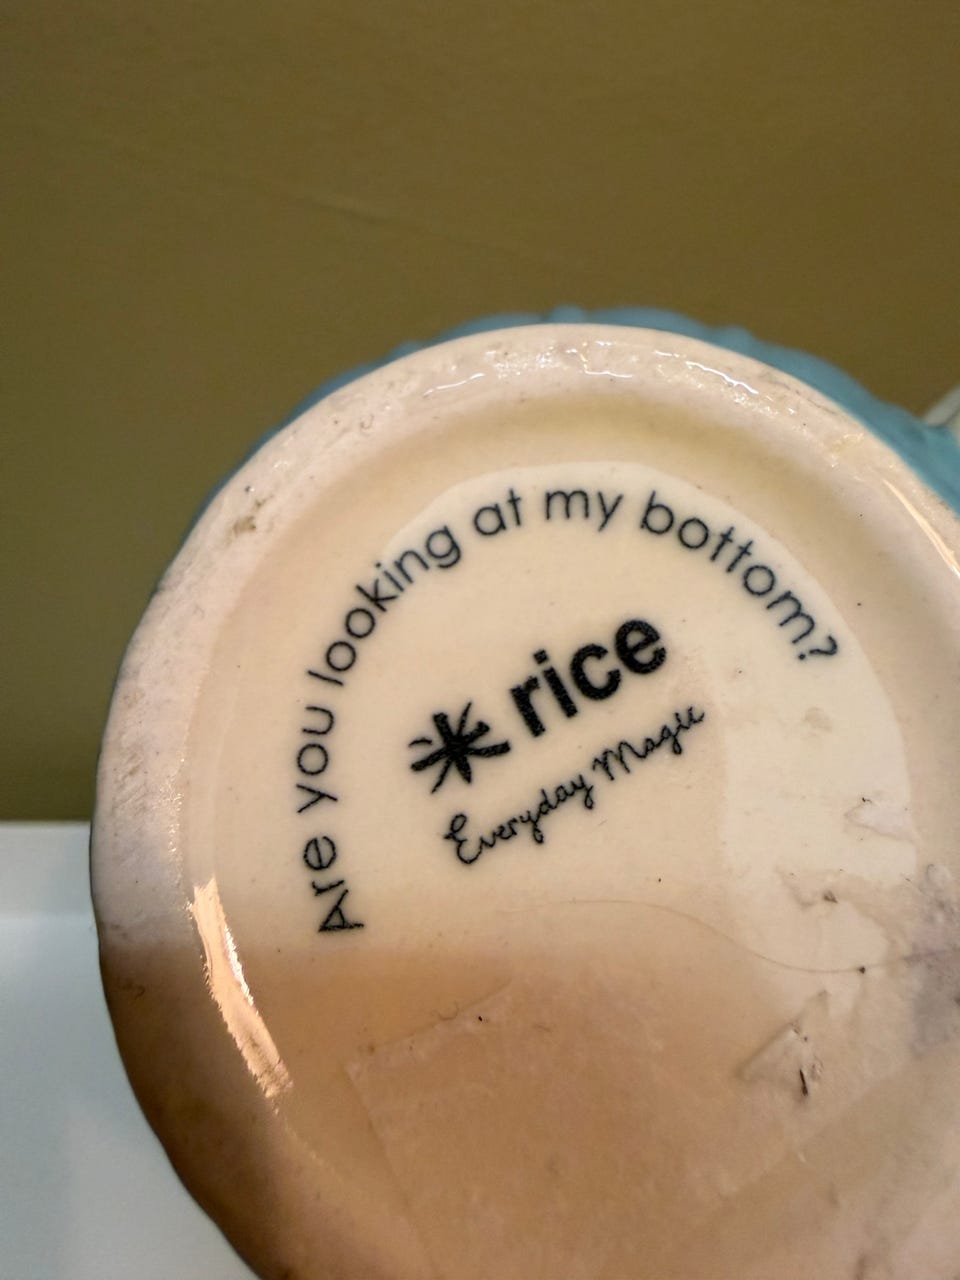 Are you looking at my bottom?
rice
Everyday Magic